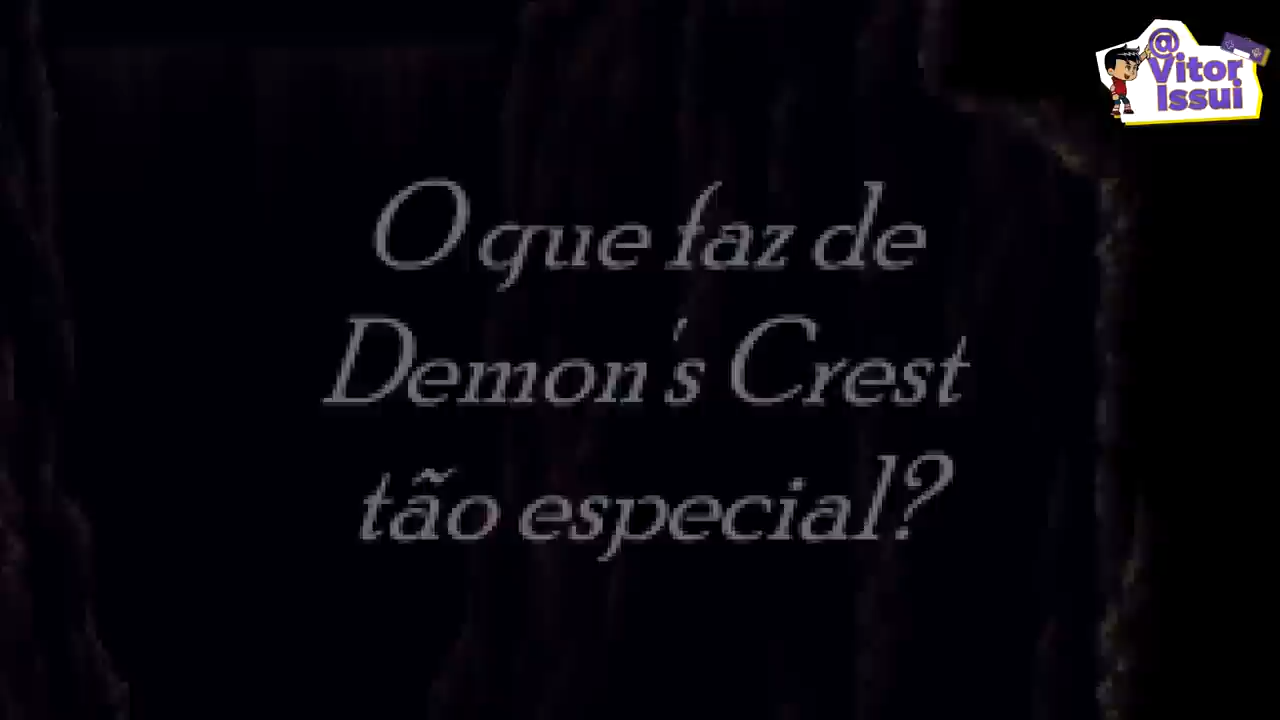 @
Vitor
Issui
O que faz de
Demon's Crest
tão especial?